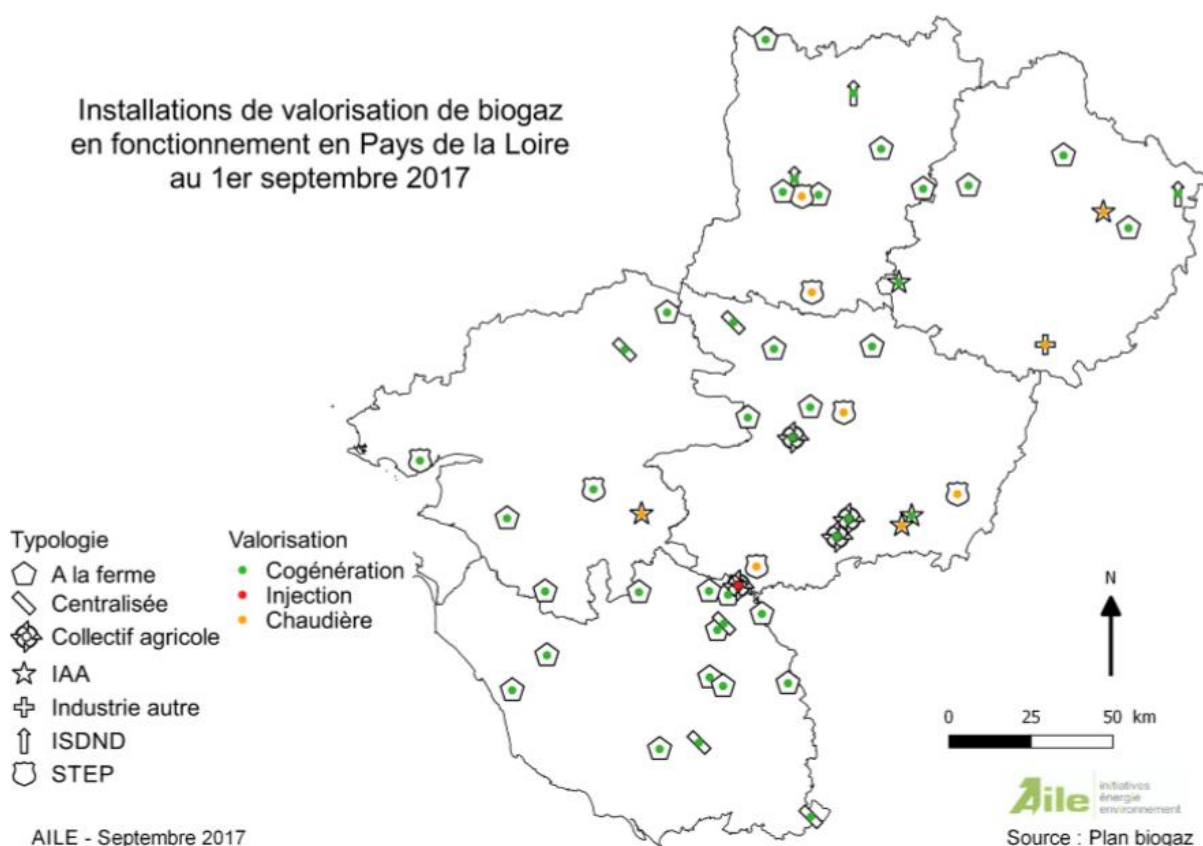 Installations de valorisation de biogaz
en fonctionnement en Pays de la Loire
au 1er septembre 2017
Typologie
A la ferme
Centralisée
Collectif agricole
IAA
Industrie autre
ISDND
STEP
Valorisation
Cogénération
Injection
Chaudière
N
0 25 50 km
Aile
initiatives
énergie
environnement
AILE - Septembre 2017
Source : Plan biogaz